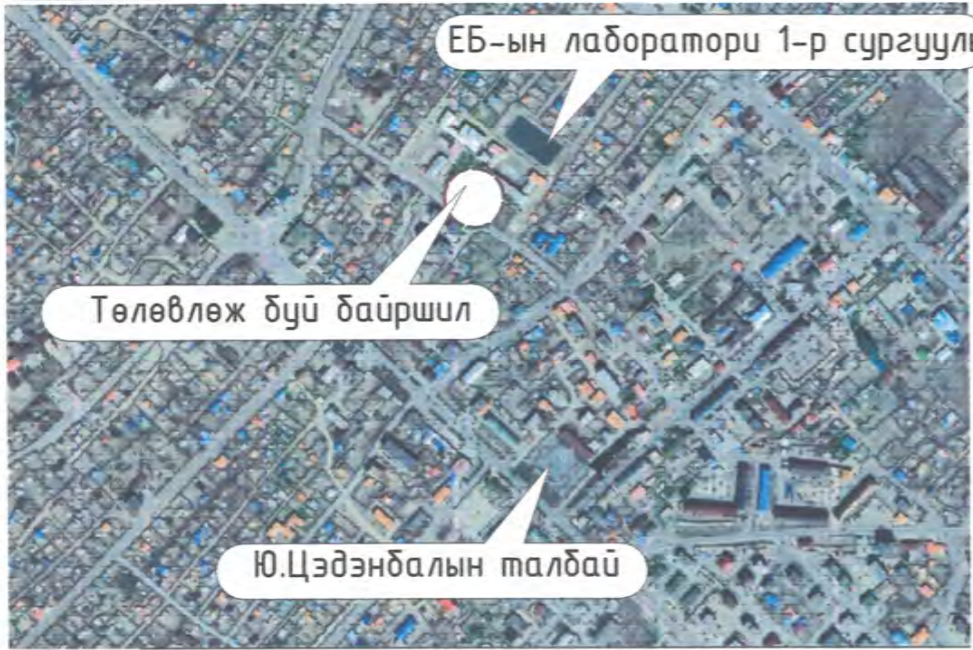 ЕБ-ын лаборатори 1-р сургууль
Төлөвлөж буй байршил
Ю.Цэдэнбалын талбай